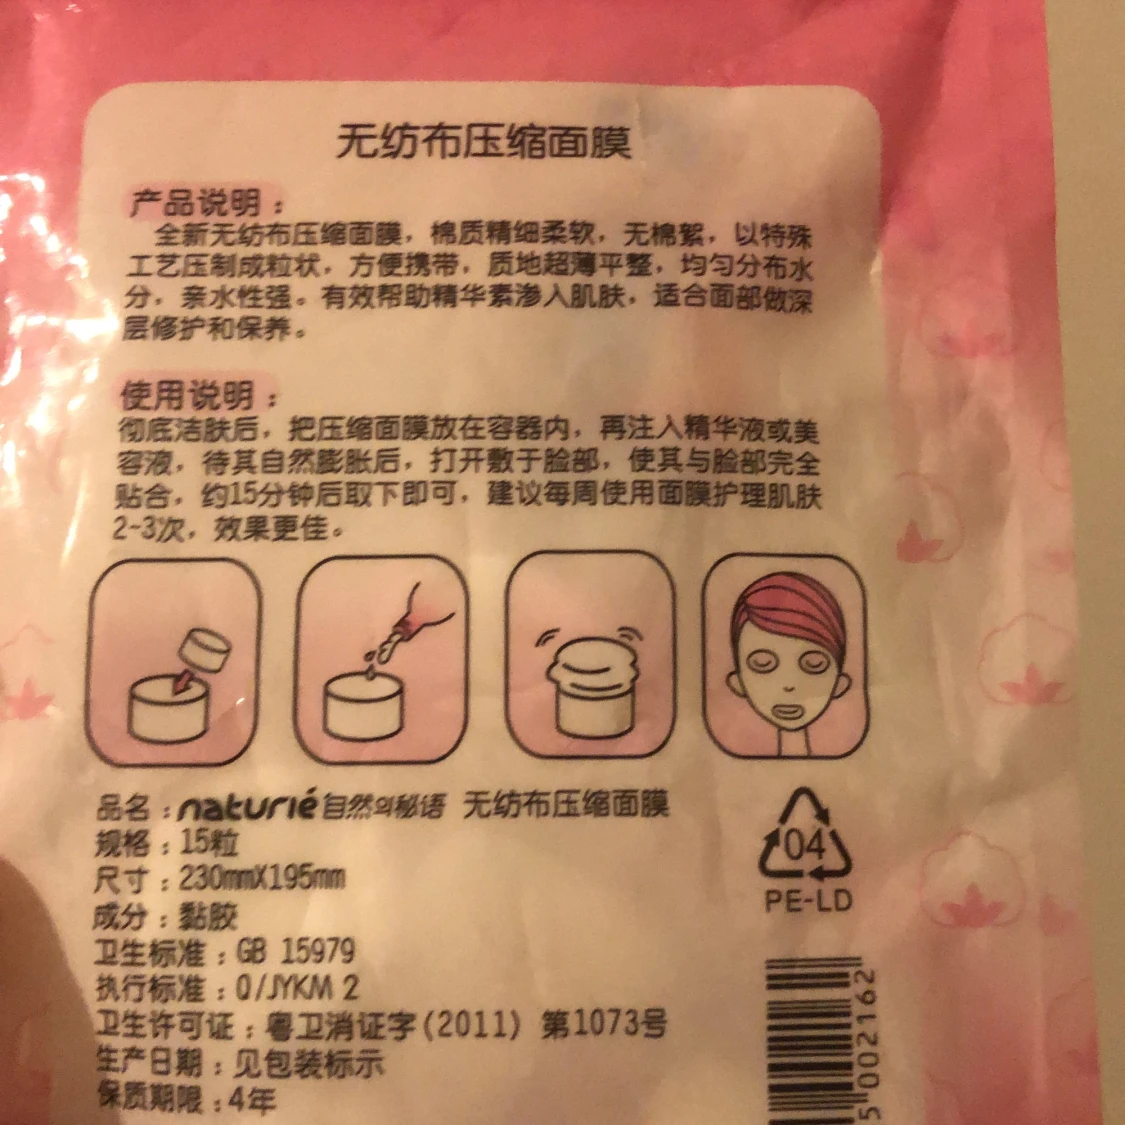 无纺布压缩面膜
产品说明：
全新无纺布压缩面膜，棉质精细柔软，无棉絮，以特殊
工艺压制成粒状，方便携带，质地超薄平整，均匀分布水
分，亲水性强。有效帮助精华素渗入肌肤，适合面部做深
层修护和保养。
使用说明：
彻底洁肤后，把压缩面膜放在容器内，再注入精华液或美
容液，待其自然膨胀后，打开敷于脸部，使其与脸部完全
贴合，约15分钟后取下即可，建议每周使用面膜护理肌肤
2-3次，效果更佳。
品名：naturié自然의秘语 无纺布压缩面膜
规格：15粒
尺寸：230mmX195mm
成分：黏胶
卫生标准：GB 15979
执行标准：Q/JYKM 2
卫生许可证：粤卫消证字(2011) 第1073号
生产日期：见包装标示
保质期限：4年
04
PE-LD
5002162